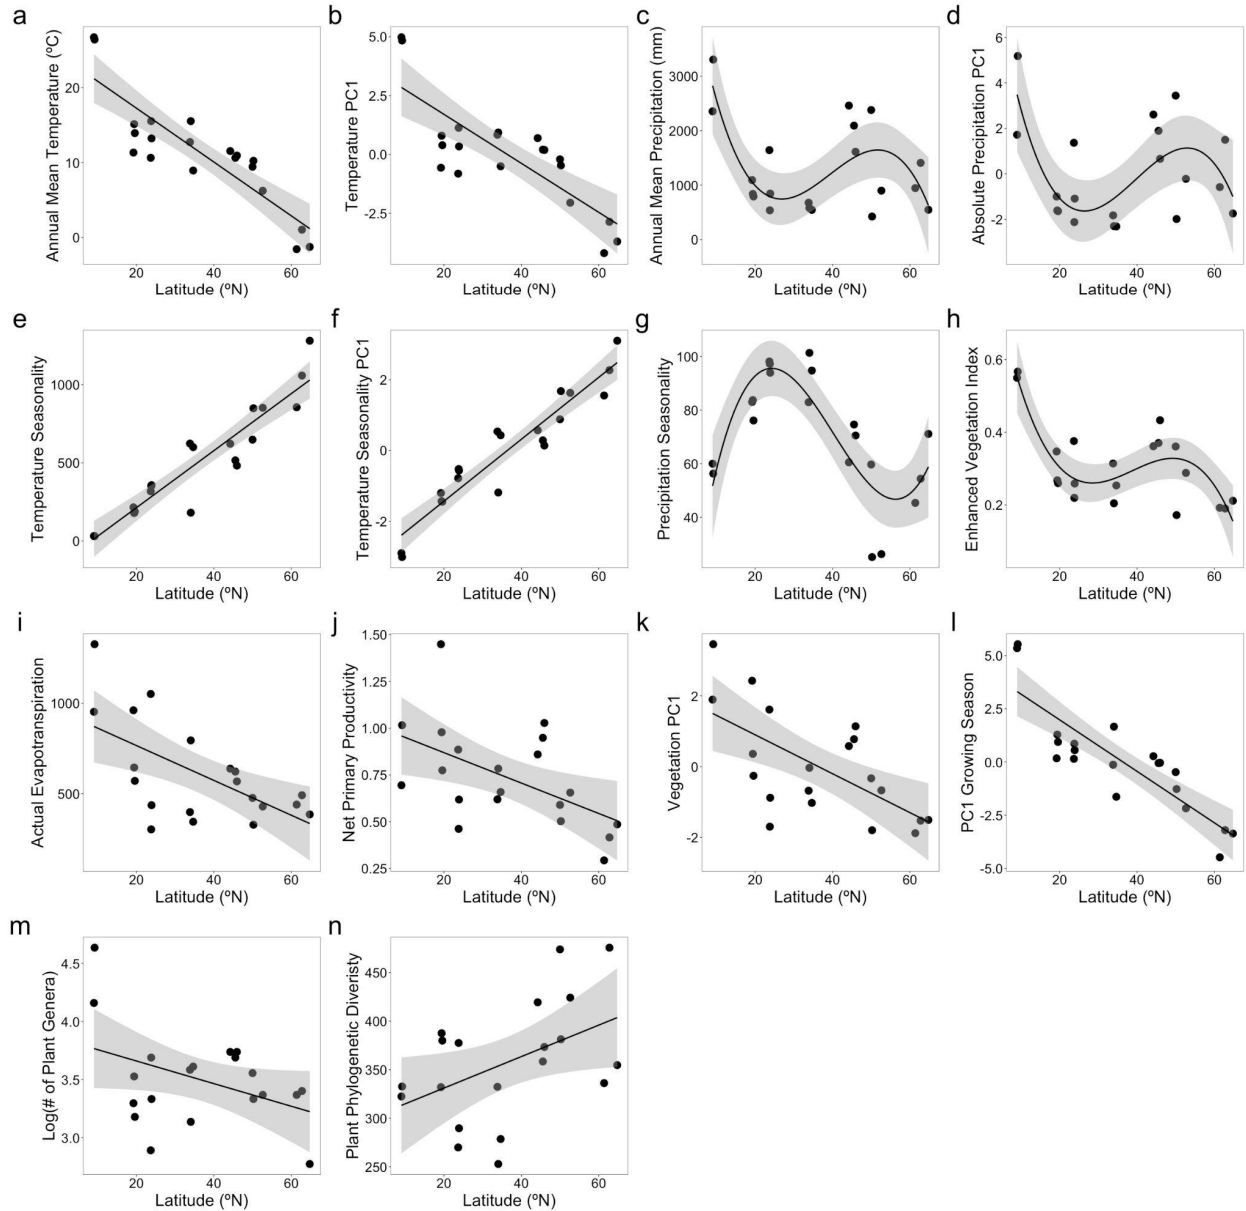 a
b
c
d
Annual Mean Temperature (ºC)
20
10
0
20 40 60
Latitude (ºN)
Temperature PC1
5.0
2.5
0.0
-2.5
20 40 60
Latitude (ºN)
Annual Mean Precipitation (mm)
3000
2000
1000
0
20 40 60
Latitude (ºN)
Absolute Precipitation PC1
6
4
2
0
-2
20 40 60
Latitude (ºN)
e
f
g
h
Temperature Seasonality
1000
500
0
20 40 60
Latitude (ºN)
Temperature Seasonality PC1
2
0
-2
20 40 60
Latitude (ºN)
Precipitation Seasonality
100
80
60
40
20 40 60
Latitude (ºN)
Enhanced Vegetation Index
0.6
0.4
0.2
20 40 60
Latitude (ºN)
i
j
k
l
Actual Evapotranspiration
1000
500
20 40 60
Latitude (ºN)
Net Primary Productivity
1.50
1.25
1.00
0.75
0.50
0.25
20 40 60
Latitude (ºN)
Vegetation PC1
2
0
-2
20 40 60
Latitude (ºN)
PC1 Growing Season
5.0
2.5
0.0
-2.5
-5.0
20 40 60
Latitude (ºN)
m
n
Log(# of Plant Genera)
4.5
4.0
3.5
3.0
20 40 60
Latitude (ºN)
Plant Phylogenetic Diveristy
450
400
350
300
250
20 40 60
Latitude (ºN)